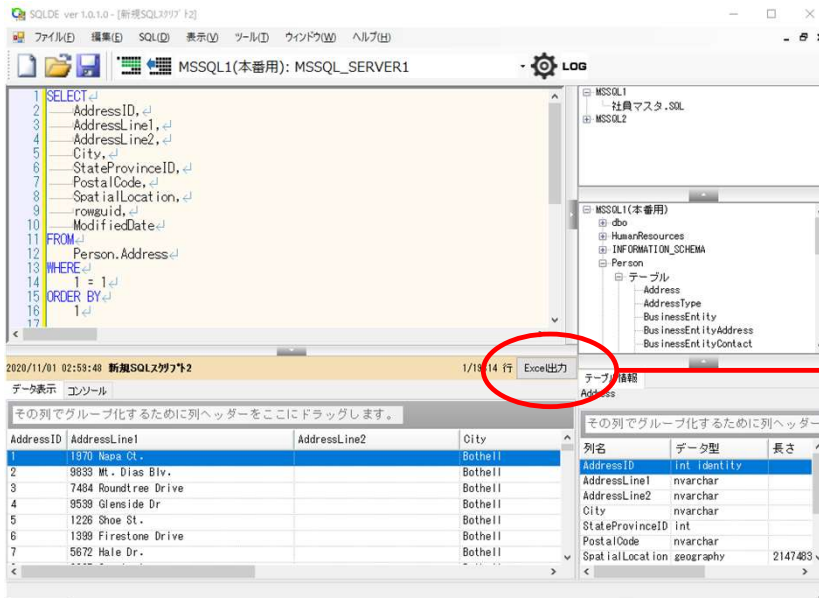 SQLDE ver 1.0.1.0 - [新規SQLｽｸﾘﾌﾟﾄ2]
ファイル(F) 編集(E) SQL(D) 表示(V) ツール(T) ウィンドウ(W) ヘルプ(H)
MSSQL1(本番用): MSSQL_SERVER1
LOG
1 SELECT
2 AddressID,
3 AddressLine1,
4 AddressLine2,
5 City,
6 StateProvinceID,
7 PostalCode,
8 SpatialLocation,
9 rowguid,
10 ModifiedDate
11 FROM
12 Person.Address
13 WHERE
14 1 = 1
15 ORDER BY
16 1
17
MSSQL1
社員マスタ.SQL
MSSQL2
MSSQL1(本番用)
dbo
HumanResources
INFORMATION_SCHEMA
Person
テーブル
Address
AddressType
BusinessEntity
BusinessEntityAddress
BusinessEntityContact
2020/11/01 02:59:48 新規SQLｽｸﾘﾌﾟﾄ2
行 Excel出力
データ表示 コンソール
その列でグループ化するために列ヘッダーをここにドラッグします。
AddressID AddressLine1 AddressLine2 City
1 1970 Napa Ct. Bothell
2 9833 Mt. Dias Blv. Bothell
3 7484 Roundtree Drive Bothell
4 9539 Glenside Dr Bothell
5 1226 Shoe St. Bothell
6 1399 Firestone Drive Bothell
7 5672 Hale Dr. Bothell
テーブル情報
Address
その列でグループ化するために列ヘッダー
列名 データ型 長さ
AddressID int identity
AddressLine1 nvarchar
AddressLine2 nvarchar
City nvarchar
StateProvinceID int
PostalCode nvarchar
SpatialLocation geography 2147483